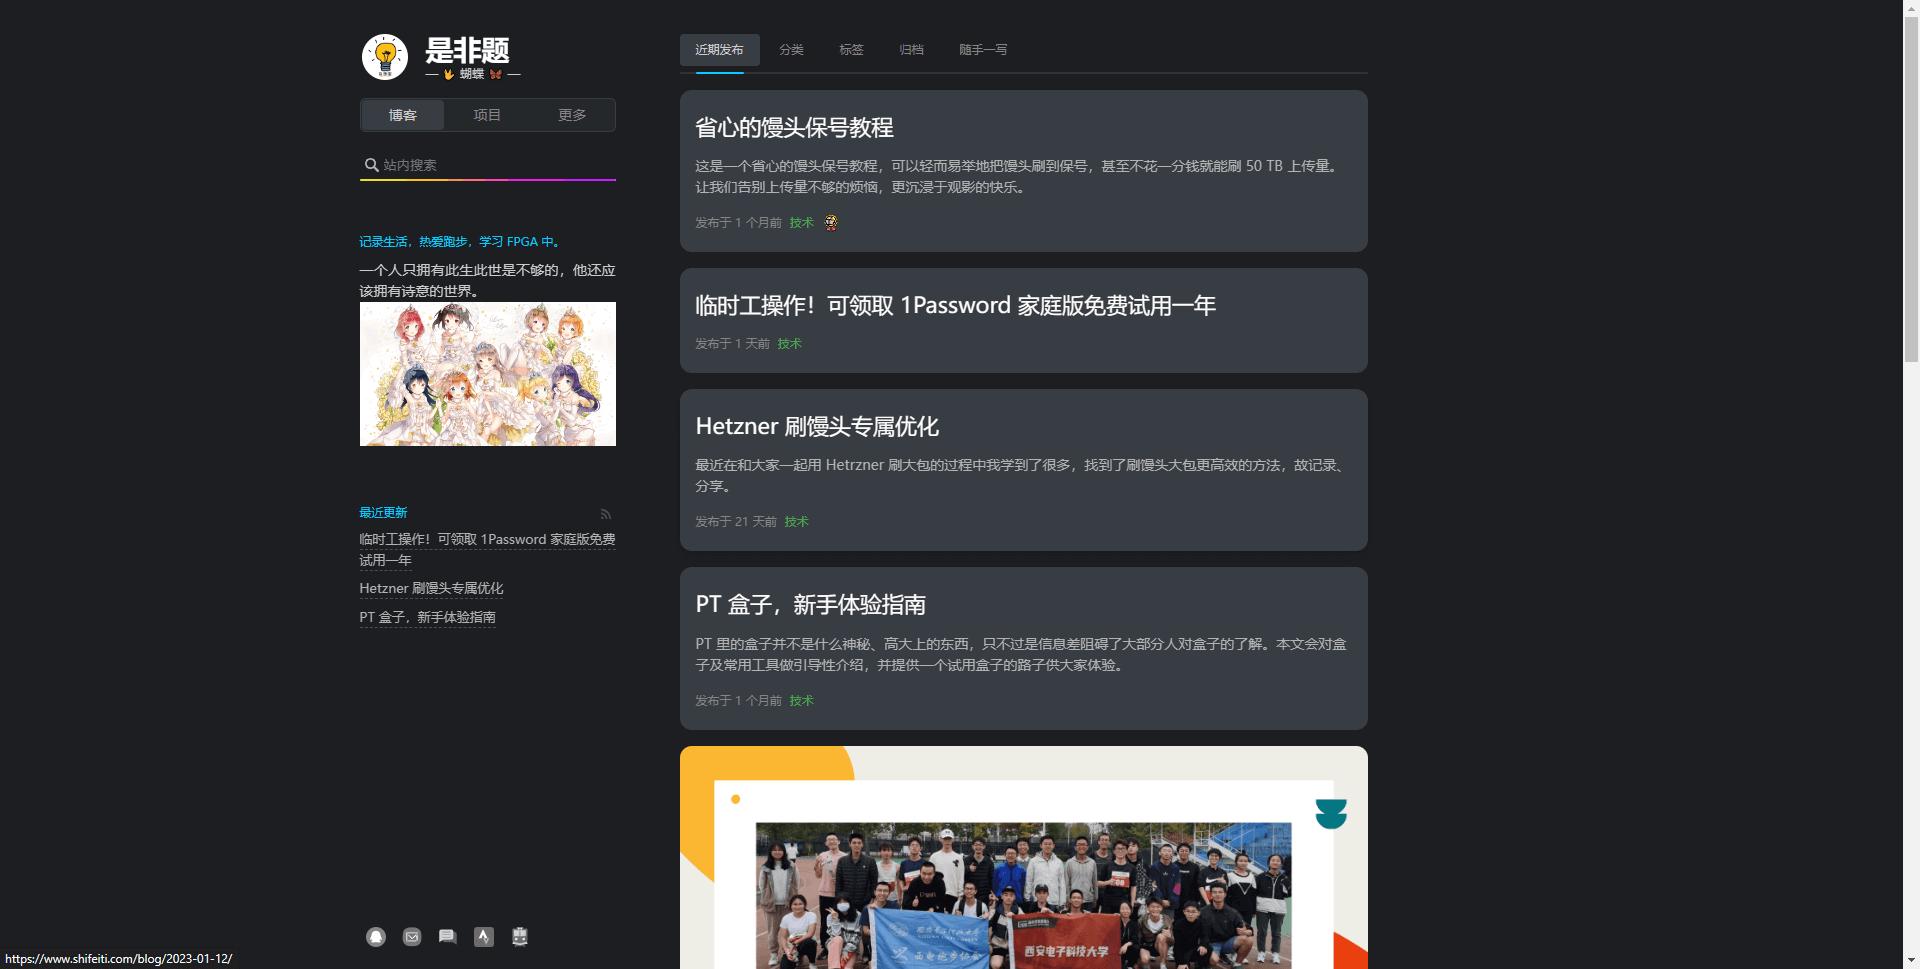 是非题
— 🤟 蝴蝶 🦋 —
博客 项目 更多
站内搜索
记录生活，热爱跑步，学习 FPGA 中。
一个人只拥有此生此世是不够的，他还应
该拥有诗意的世界。
最近更新
临时工操作！可领取 1Password 家庭版免费
试用一年
Hetzner 刷馒头专属优化
PT 盒子，新手体验指南
近期发布 分类 标签 归档 随手一写
省心的馒头保号教程
这是一个省心的馒头保号教程，可以轻而易举地把馒头刷到保号，甚至不花一分钱就能刷 50 TB 上传量。
让我们告别上传量不够的烦恼，更沉浸于观影的快乐。
发布于 1 个月前 技术
临时工操作！可领取 1Password 家庭版免费试用一年
发布于 1 天前 技术
Hetzner 刷馒头专属优化
最近在和大家一起用 Hetrzner 刷大包的过程中我学到了很多，找到了刷馒头大包更高效的方法，故记录、
分享。
发布于 21 天前 技术
PT 盒子，新手体验指南
PT 里的盒子并不是什么神秘、高大上的东西，只不过是信息差阻碍了大部分人对盒子的了解。本文会对盒
子及常用工具做引导性介绍，并提供一个试用盒子的路子供大家体验。
发布于 1 个月前 技术
西电跑步协会
西安电子科技大学
https://www.shifeiti.com/blog/2023-01-12/